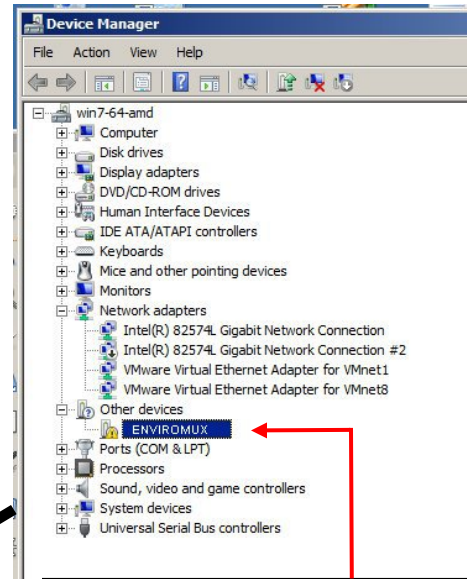 Device Manager
File Action View Help
win7-64-amd
Computer
Disk drives
Display adapters
DVD/CD-ROM drives
Human Interface Devices
IDE ATA/ATAPI controllers
Keyboards
Mice and other pointing devices
Monitors
Network adapters
Intel(R) 82574L Gigabit Network Connection
Intel(R) 82574L Gigabit Network Connection #2
VMware Virtual Ethernet Adapter for VMnet1
VMware Virtual Ethernet Adapter for VMnet8
Other devices
ENVIROMUX
Ports (COM & LPT)
Processors
Sound, video and game controllers
System devices
Universal Serial Bus controllers